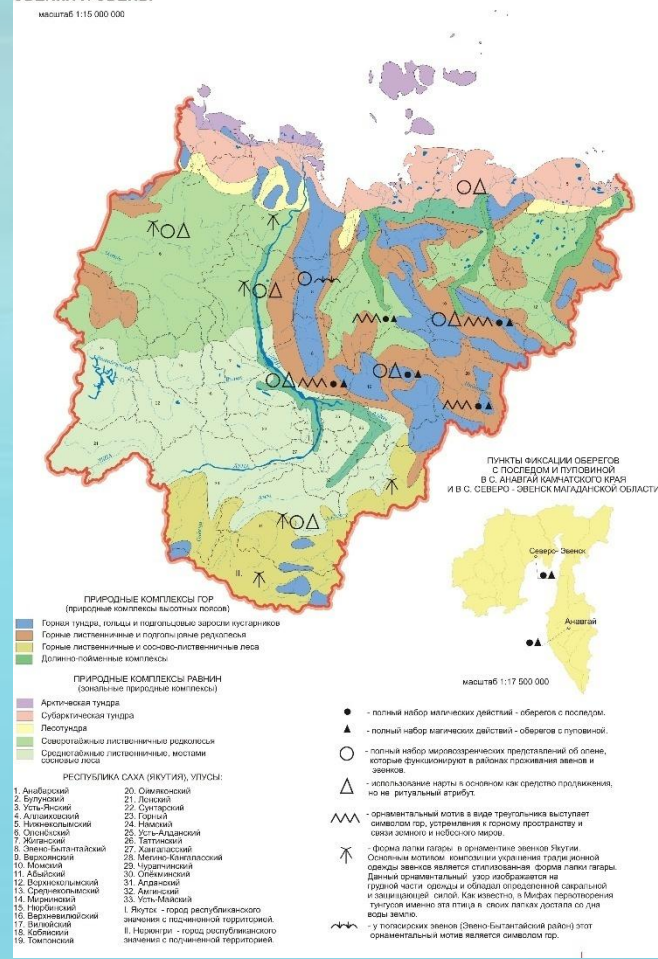 масштаб 1:15 000 000
ПУНКТЫ ФИКСАЦИИ ОБЕРЕГОВ
С ПОСЛЕДОМ И ПУПОВИНОЙ
В С. АНАВГАЙ КАМЧАТСКОГО КРАЯ
И В С. СЕВЕРО - ЭВЕНСК МАГАДАНСКОЙ ОБЛАСТИ
Северо- Эвенск
Анавгай
масштаб 1:17 500 000
II.
ПРИРОДНЫЕ КОМПЛЕКСЫ ГОР
(природные комплексы высотных поясов)
Горная тундра, гольцы и подгольцовые заросли кустарников
Горные лиственничные и подгольцовые редколесья
Горные лиственничные и сосново-лиственничные леса
Долинно-пойменные комплексы
ПРИРОДНЫЕ КОМПЛЕКСЫ РАВНИН
(зональные природные комплексы)
Арктическая тундра
Субарктическая тундра
Лесотундра
Северотаёжные лиственничные редколесья
Среднетаёжные лиственничные, местами
сосновые леса
РЕСПУБЛИКА САХА (ЯКУТИЯ), УЛУСЫ:
1. Анабарский
2. Булунский
3. Усть-Янский
4. Аллаиховский
5. Нижнеколымский
6. Оленёкский
7. Жиганский
8. Эвено-Бытантайский
9. Верхоянский
10. Момский
11. Абыйский
12. Верхнеколымский
13. Среднеколымский
14. Мирнинский
15. Нюрбинский
16. Верхневилюйский
17. Вилюйский
18. Кобяйский
19. Томпонский
20. Оймяконский
21. Ленский
22. Сунтарский
23. Горный
24. Намский
25. Усть-Алданский
26. Таттинский
27. Хангаласский
28. Мегино-Кангаласский
29. Чурапчинский
30. Олёкминский
31. Алданский
32. Амгинский
33. Усть-Майский
I. Якутск - город республиканского
значения с подчиненной территорией.
II. Нерюнгри - город республиканского
значения с подчиненной территорией.
- полный набор магических действий - оберегов с последом.
- полный набор магических действий - оберегов с пуповиной.
- полный набор мировоззренческих представлений об олене,
которые функционируют в районах проживания эвенов и
эвенков.
- использование нарты в основном как средство продвижения,
но не ритуальный атрибут.
- орнаментальный мотив в виде треугольника выступает
символом гор, устремления к горному пространству и
связи земного и небесного миров.
- форма лапки гагары в орнаментике эвенков Якутии.
Основным мотивом композиции украшения традиционной
одежды эвенков является стилизованная форма лапки гагары.
Данный орнаментальный узор изображается на
грудной части одежды и обладал определенной сакральной
и защищающей силой. Как известно, в Мифах первотворения
тунгусов именно эта птица в своих лапках достала со дна
воды землю.
- у тюгясирских эвенов (Эвено-Бытантайский район) этот
орнаментальный мотив является символом гор.